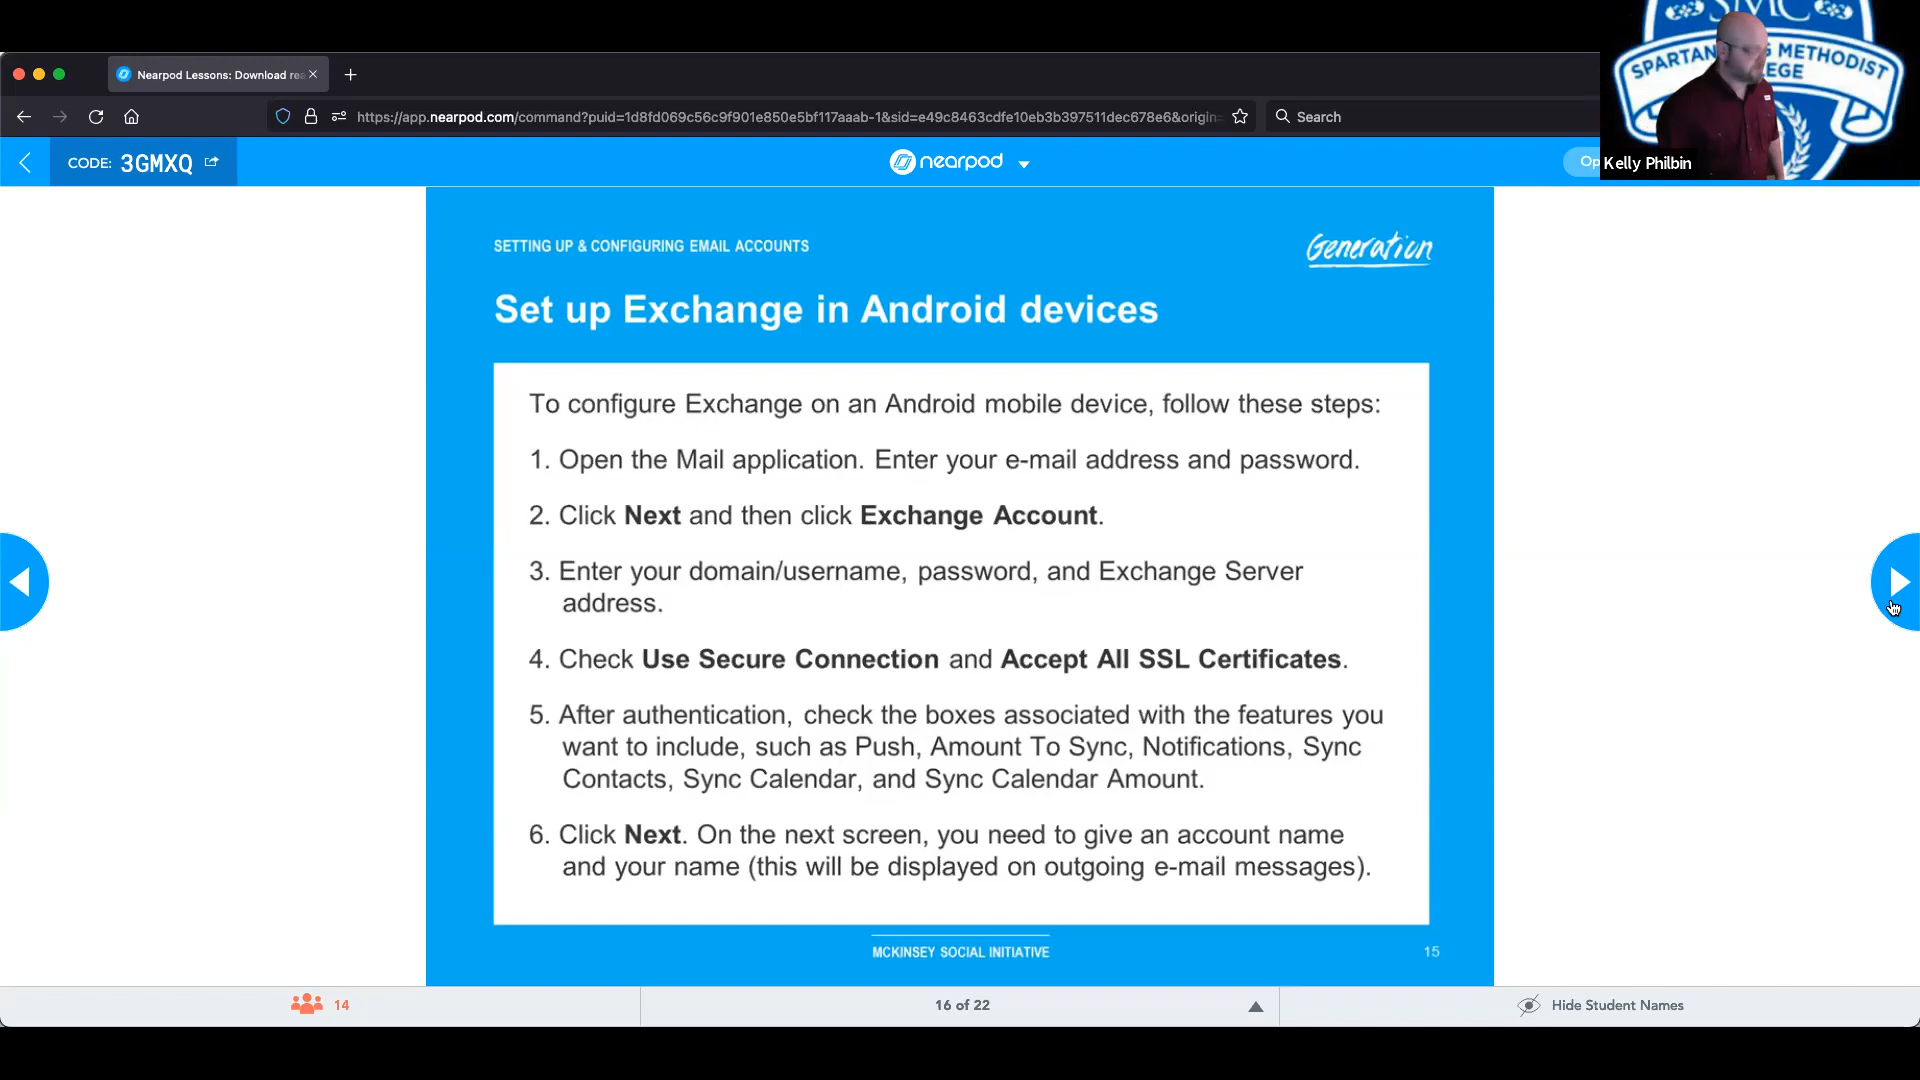 SMC
SPARTAN G METHODIST
EGE
Nearpod Lessons: Download rea
https://app.nearpod.com/command?puid=1d8fd069c56c9f901e850e5bf117aaab-1&sid=e49c8463cdfe10eb3b397511dec678e6&origin=
Search
CODE: 3GMXQ
nearpod
Op
Kelly Philbin
SETTING UP & CONFIGURING EMAIL ACCOUNTS
Generation
Set up Exchange in Android devices
To configure Exchange on an Android mobile device, follow these steps:
1. Open the Mail application. Enter your e-mail address and password.
2. Click Next and then click Exchange Account.
3. Enter your domain/username, password, and Exchange Server
address.
4. Check Use Secure Connection and Accept All SSL Certificates.
5. After authentication, check the boxes associated with the features you
want to include, such as Push, Amount To Sync, Notifications, Sync
Contacts, Sync Calendar, and Sync Calendar Amount.
6. Click Next. On the next screen, you need to give an account name
and your name (this will be displayed on outgoing e-mail messages).
MCKINSEY SOCIAL INITIATIVE
15
14
16 of 22
Hide Student Names